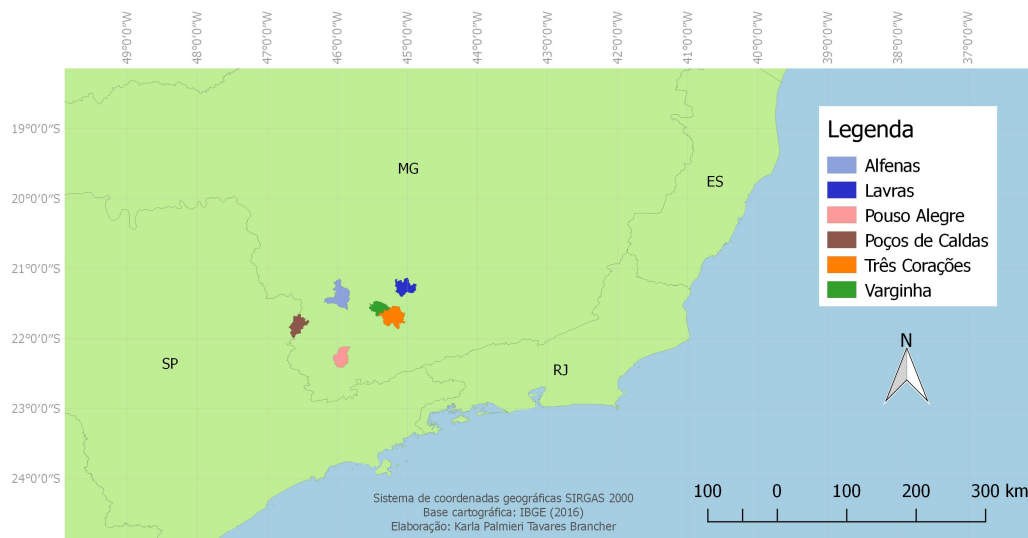 49°0'0"W
48°0'0"W
47°0'0"W
46°0'0"W
45°0'0"W
44°0'0"W
43°0'0"W
42°0'0"W
41°0'0"W
40°0'0"W
39°0'0"W
38°0'0"W
37°0'0"W
19°0'0"S
20°0'0"S
21°0'0"S
22°0'0"S
23°0'0"S
24°0'0"S
MG
ES
SP
RJ
Legenda
Alfenas
Lavras
Pouso Alegre
Poços de Caldas
Três Corações
Varginha
N
100 0 100 200 300 km
Sistema de coordenadas geográficas SIRGAS 2000
Base cartográfica: IBGE (2016)
Elaboração: Karla Palmieri Tavares Brancher